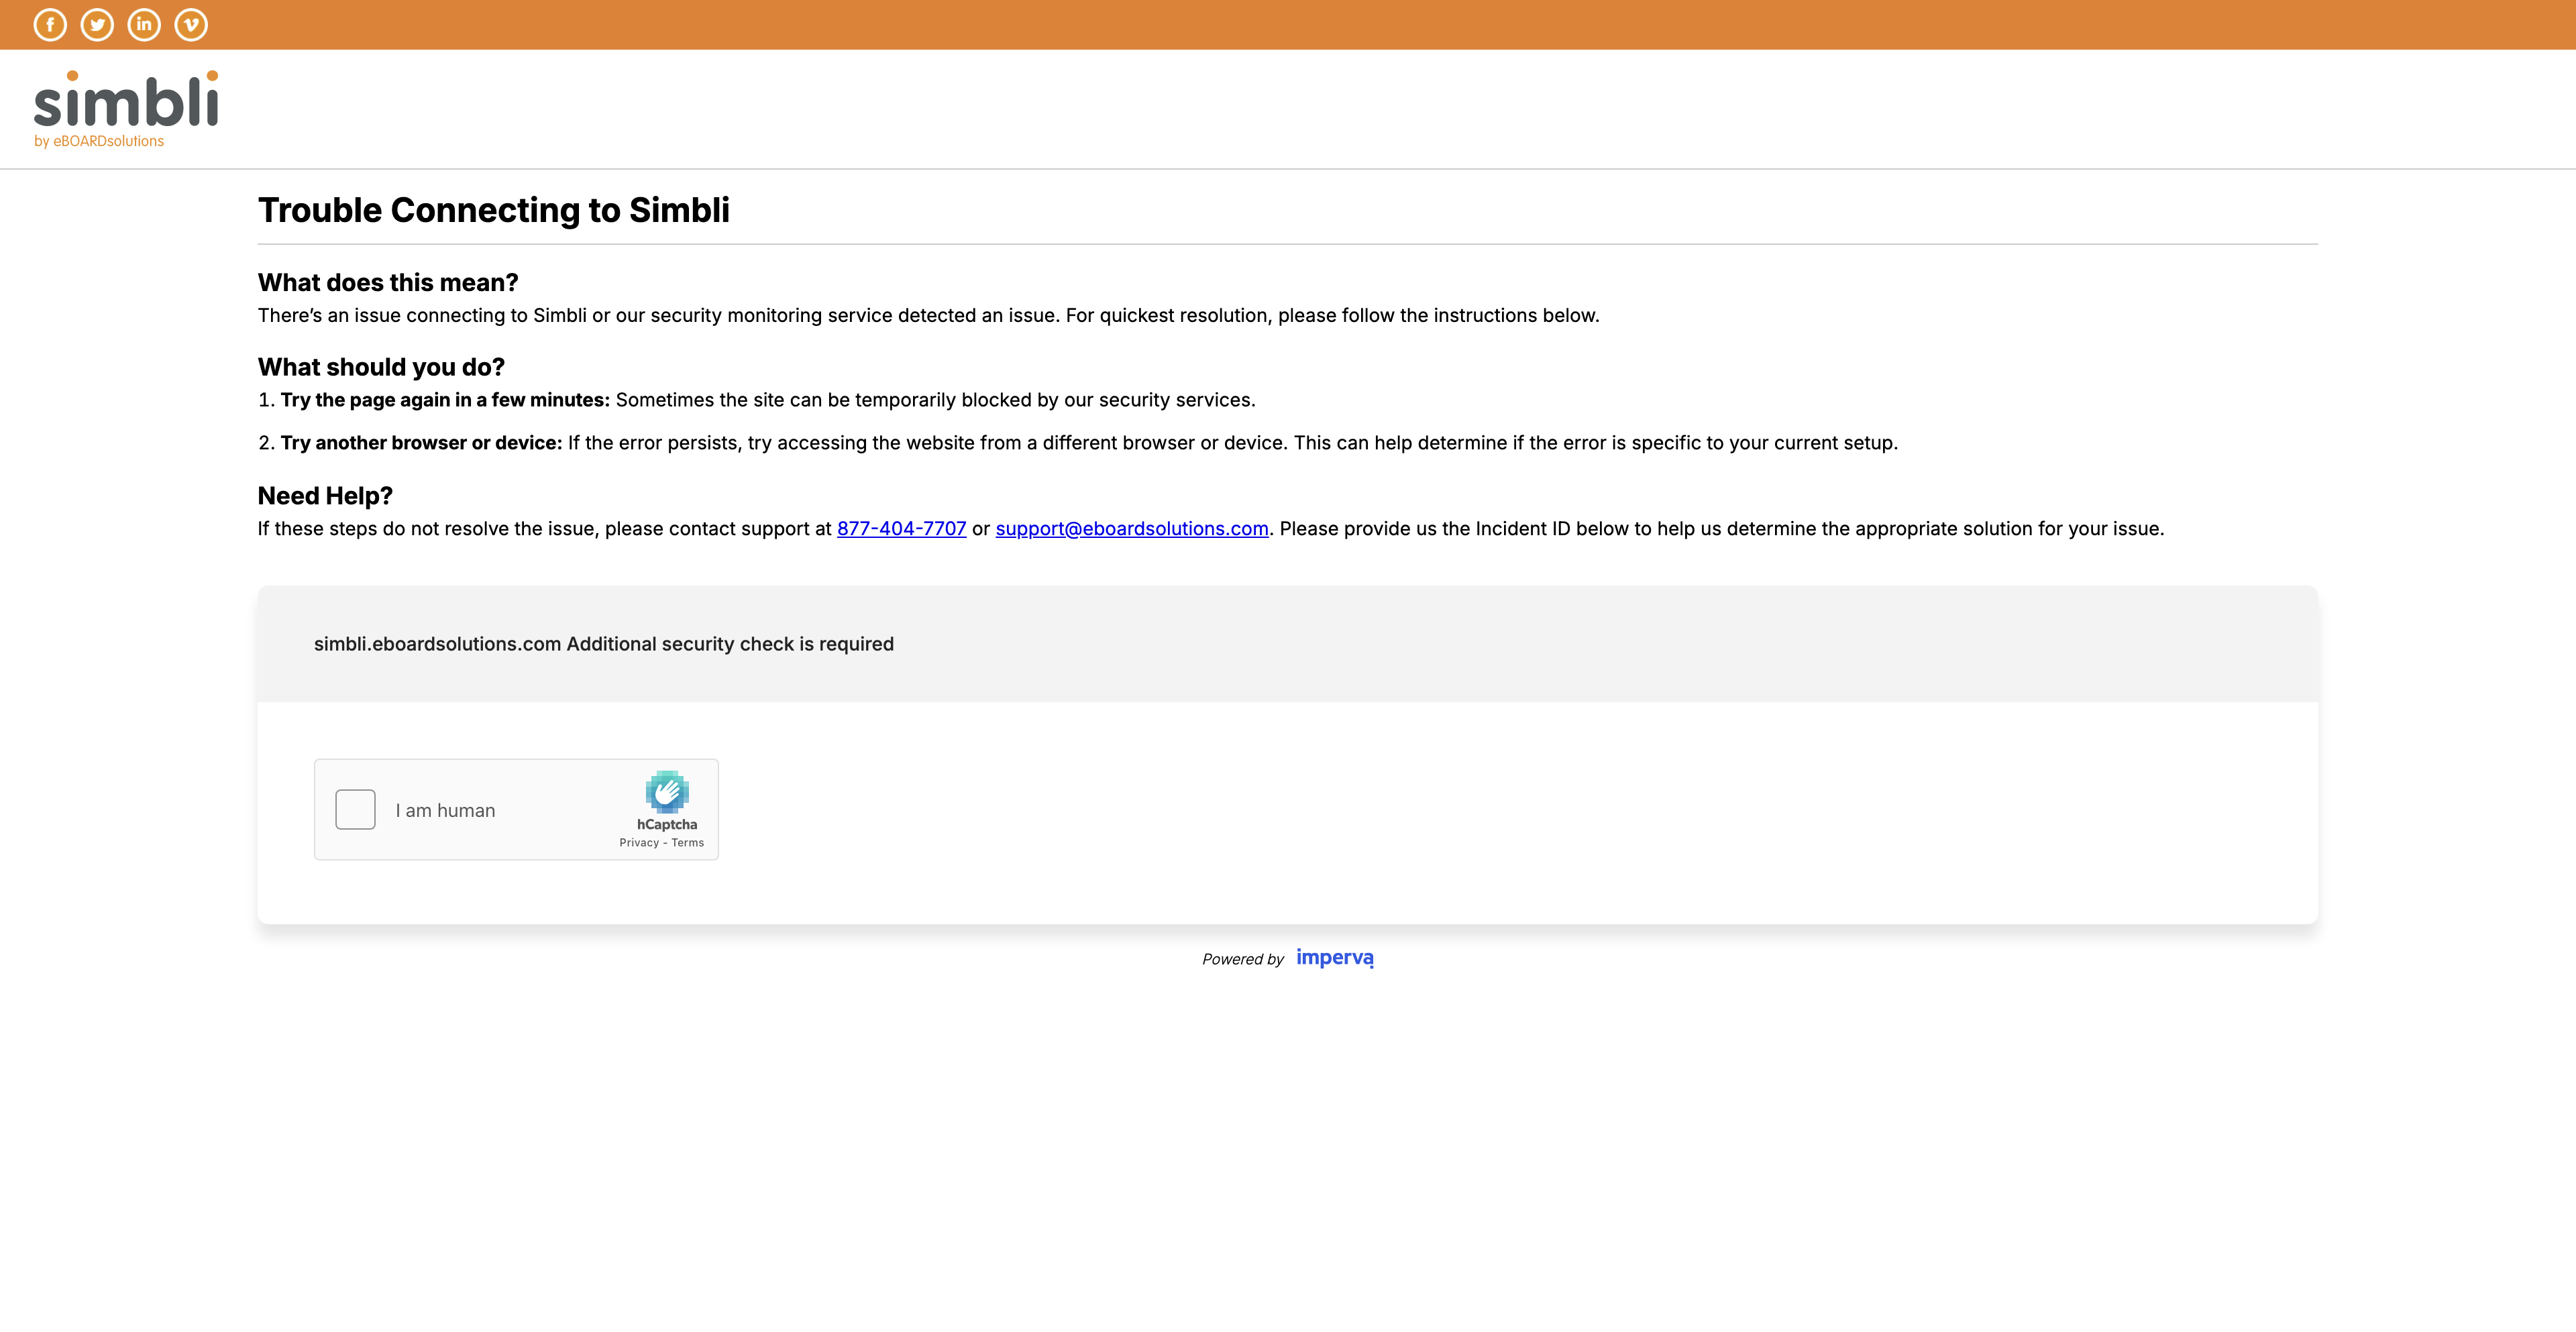 simbli
by eBOARDsolutions
Trouble Connecting to Simbli
What does this mean?
There’s an issue connecting to Simbli or our security monitoring service detected an issue. For quickest resolution, please follow the instructions below.
What should you do?
1. Try the page again in a few minutes: Sometimes the site can be temporarily blocked by our security services.
2. Try another browser or device: If the error persists, try accessing the website from a different browser or device. This can help determine if the error is specific to your current setup.
Need Help?
If these steps do not resolve the issue, please contact support at 877-404-7707 or support@eboardsolutions.com. Please provide us the Incident ID below to help us determine the appropriate solution for your issue.
simbli.eboardsolutions.com Additional security check is required
I am human
hCaptcha
Privacy - Terms
Powered by imperva